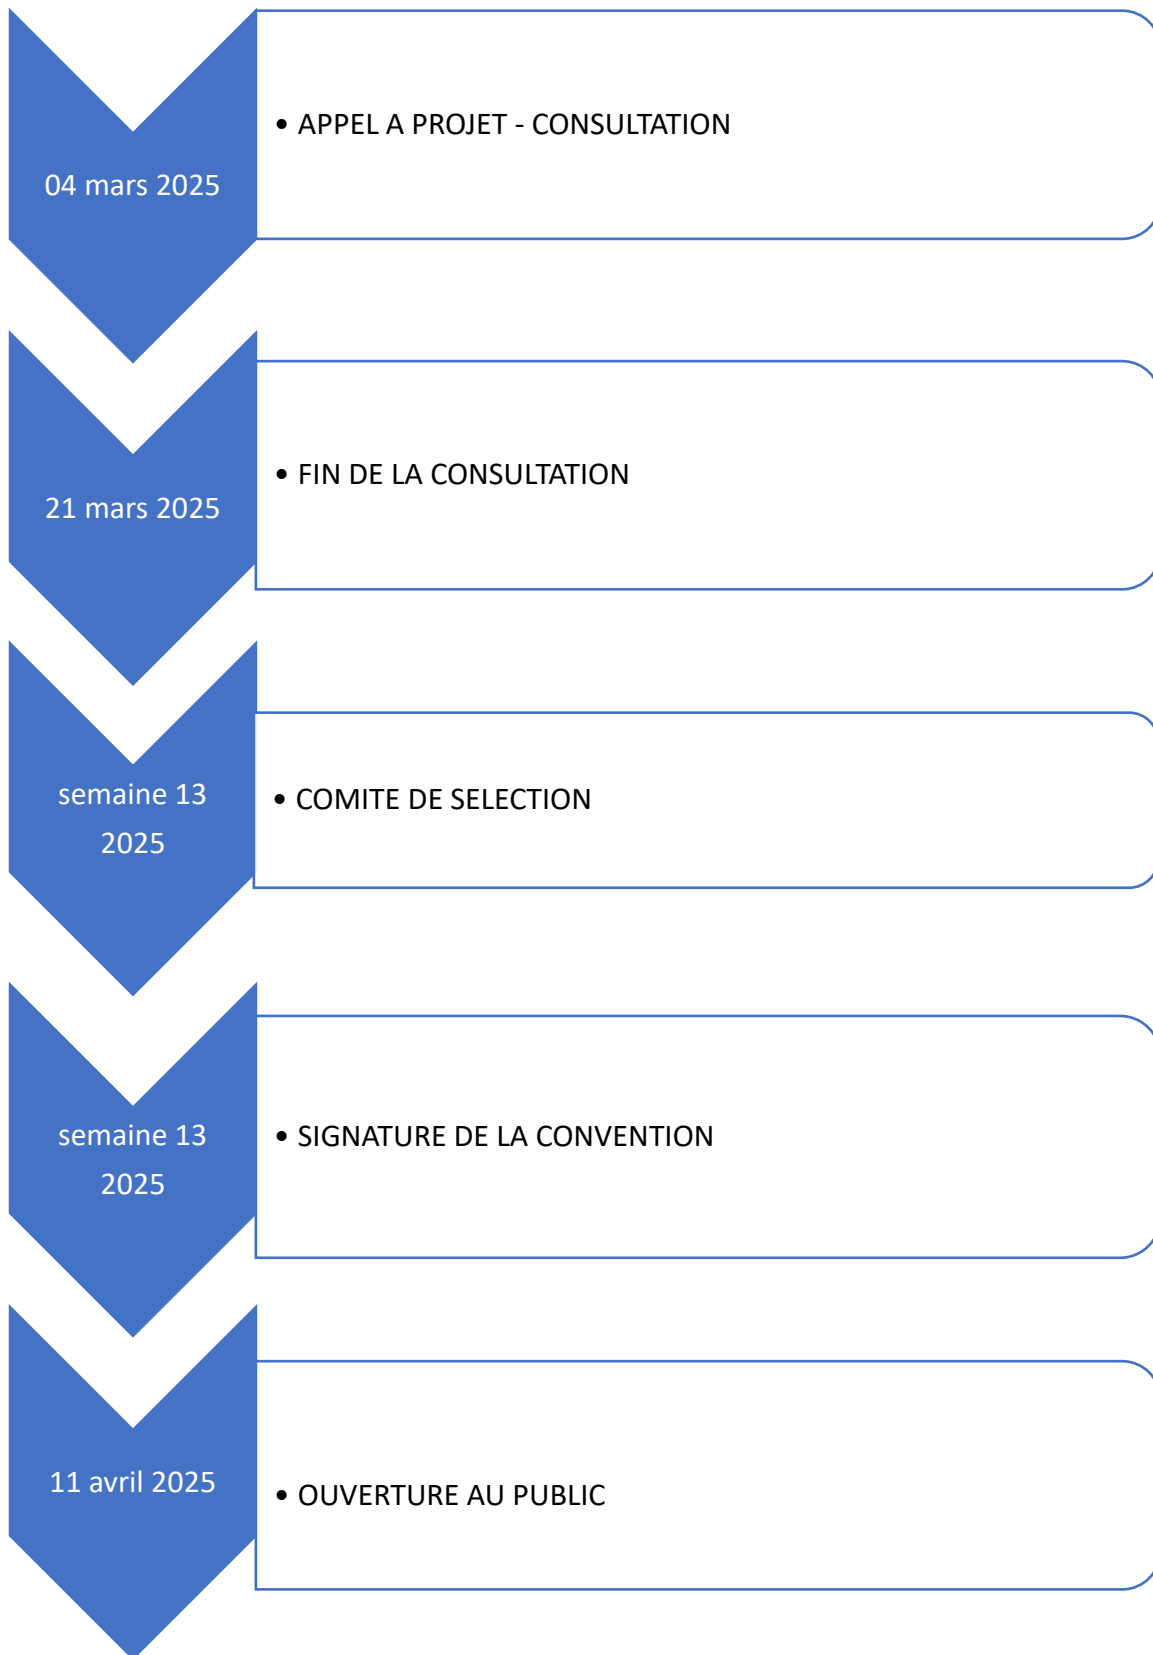 • APPEL A PROJET - CONSULTATION
04 mars 2025
• FIN DE LA CONSULTATION
21 mars 2025
semaine 13
2025
• COMITE DE SELECTION
semaine 13
2025
• SIGNATURE DE LA CONVENTION
11 avril 2025
• OUVERTURE AU PUBLIC